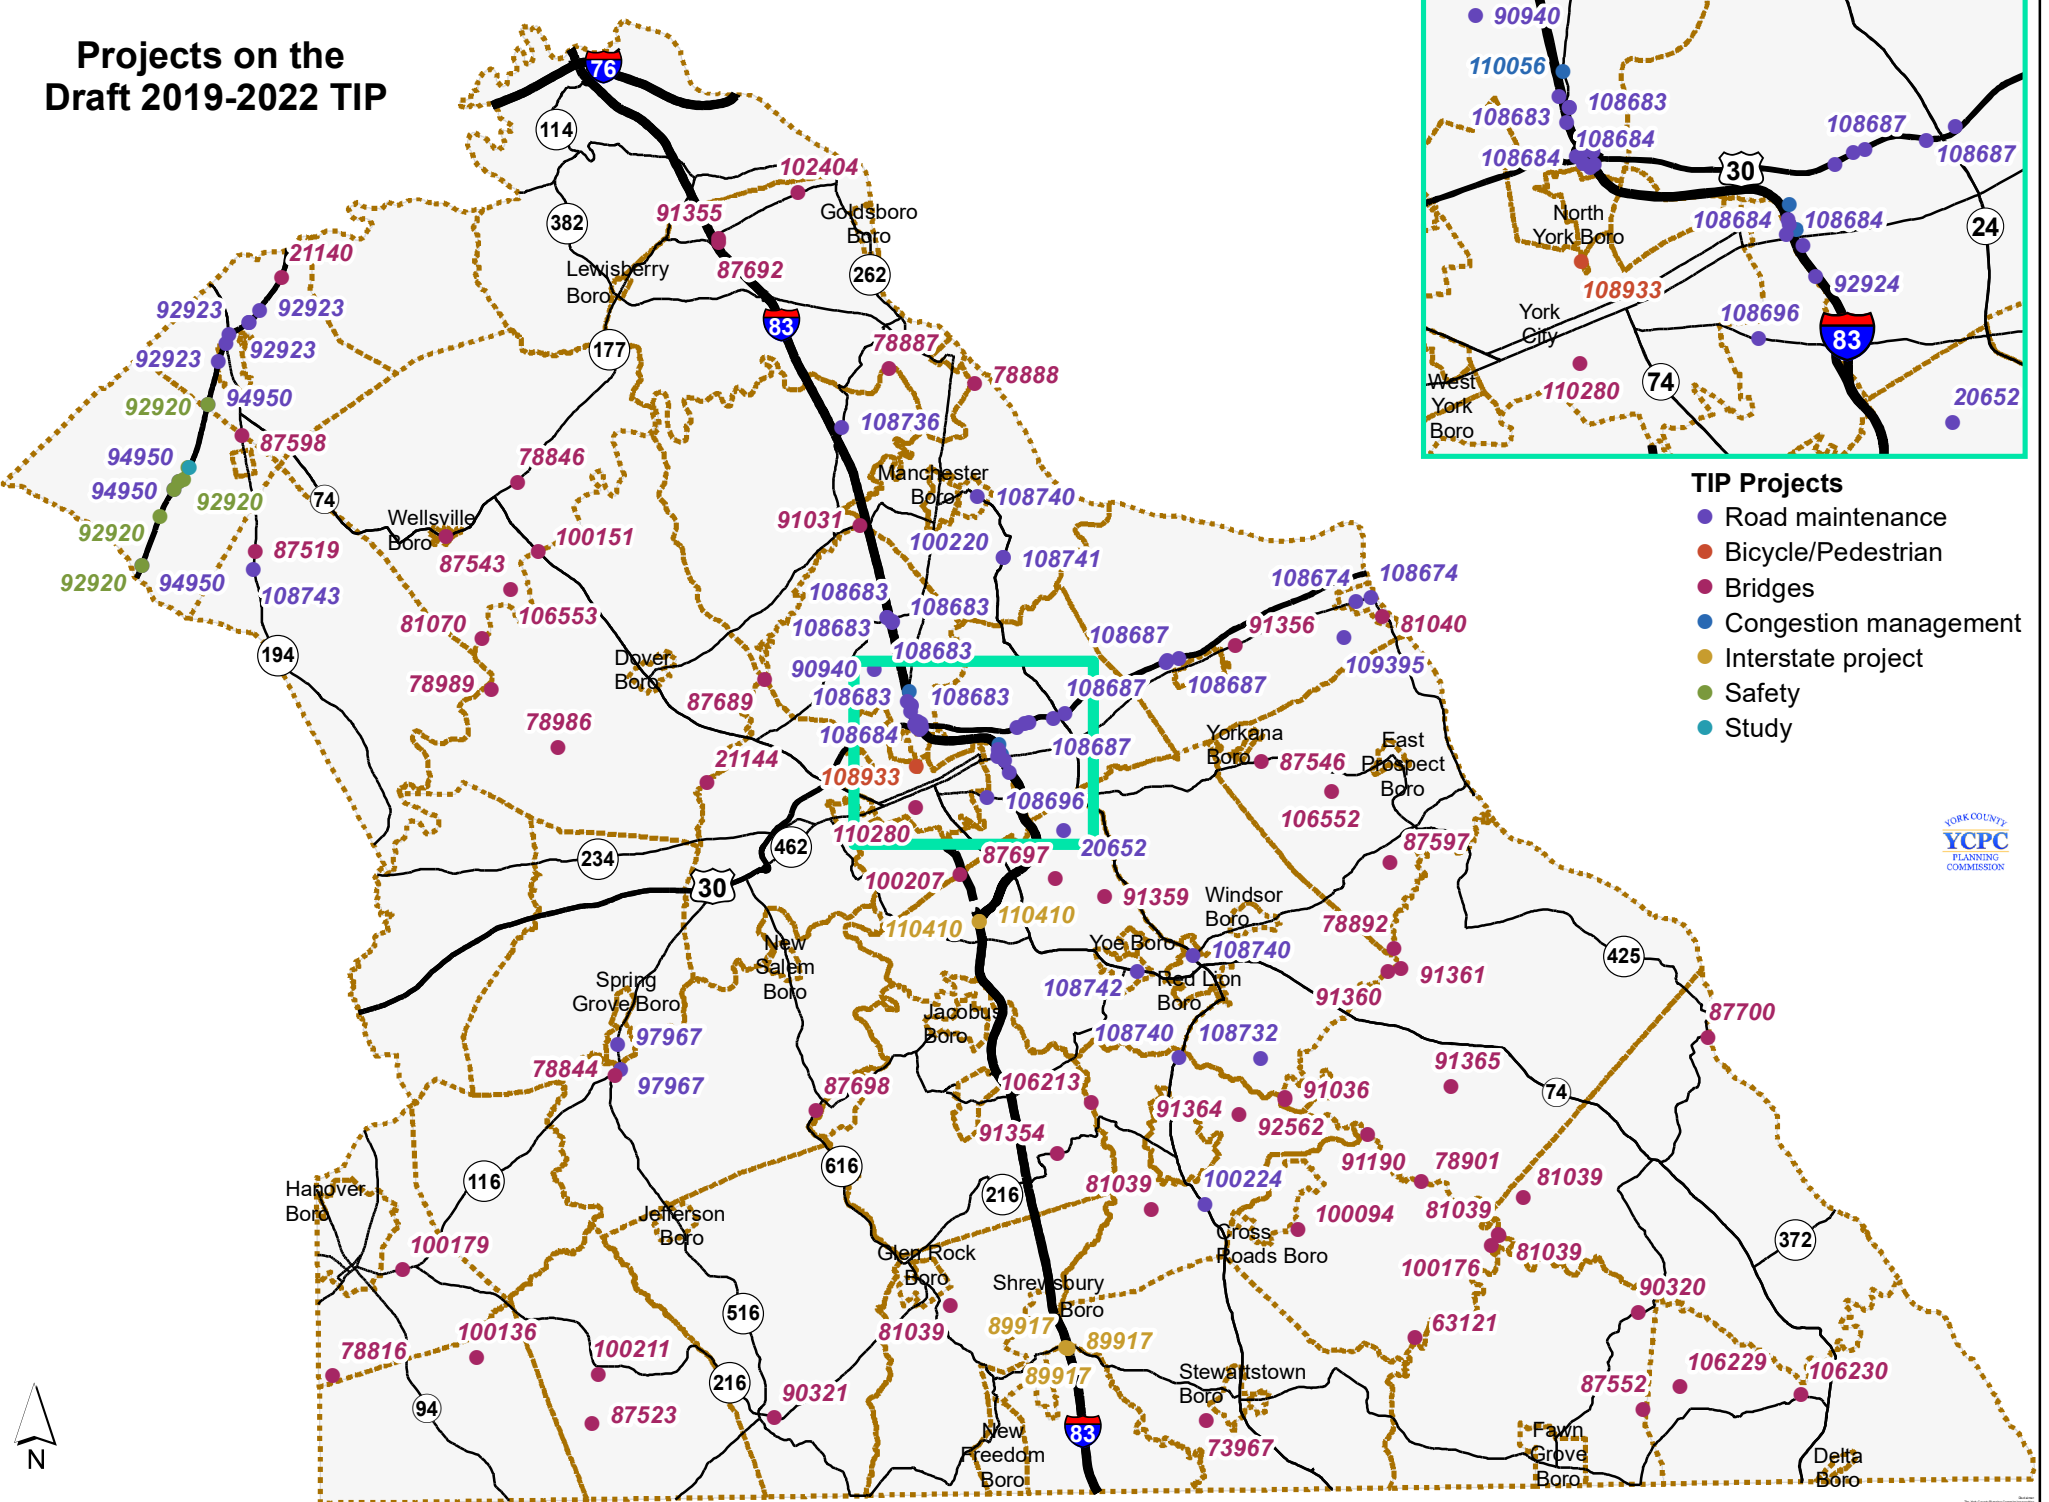 Projects on the
Draft 2019-2022 TIP
76
114
102404
382
91355
Goldsboro
Boro
21140
Lewisberry
Boro
87692
262
92923
92923
83
92923
92923
177
78887
78888
92920
94950
108736
87598
94950
78846
Manchester
Boro
94950
92920
74
108740
Wellsville
Boro
91031
92920
100151
100220
87519
87543
108741
92920
94950
108743
108683
108674
108674
106553
108683
81070
108683
91356
81040
108687
194
Dover
Boro
108683
90940
109395
78989
87689
108683
108683
108687
108687
78986
108684
Yorkana
Boro
East
Prospect
Boro
108687
21144
87546
108933
108696
106552
110280
462
87597
234
87697
20652
30
100207
91359
Windsor
Boro
110410
110410
78892
New
Salem
Boro
Yoe Boro
108740
425
Spring
Grove Boro
108742
Red Lion
Boro
91361
91360
Jacobus
Boro
87700
97967
108740
108732
78844
91365
97967
87698
106213
91036
74
91364
92562
91354
616
91190
78901
116
81039
100224
81039
Hanover
Boro
216
81039
100094
Jefferson
Boro
Cross
Roads Boro
372
100179
Glen Rock
Boro
81039
100176
Shrewsbury
Boro
90320
516
89917
63121
100136
81039
89917
78816
100211
89917
Stewartstown
Boro
106229
106230
216
90321
87552
94
87523
83
New
Freedom
Boro
73967
Fawn
Grove
Boro
Delta
Boro
N
90940
110056
108683
108683
108684
108687
108684
108687
30
North
York Boro
108684
108684
24
108933
92924
York
City
108696
83
West
York
Boro
110280
74
20652
TIP Projects
Road maintenance
Bicycle/Pedestrian
Bridges
Congestion management
Interstate project
Safety
Study
YORK COUNTY
YCPC
PLANNING
COMMISSION